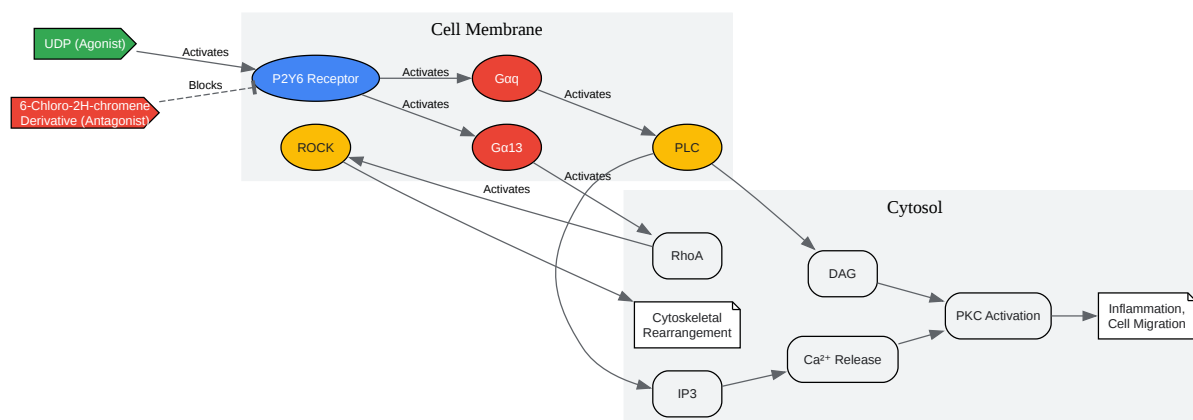 Cell Membrane
UDP (Agonist)
Activates
P2Y6 Receptor
Activates
Gαq
Blocks
Activates
6-Chloro-2H-chromene
Derivative (Antagonist)
Activates
ROCK
Gα13
PLC
Activates
Activates
Cytosol
RhoA
DAG
Cytoskeletal
Rearrangement
PKC Activation
Inflammation,
Cell Migration
Ca²⁺ Release
IP3